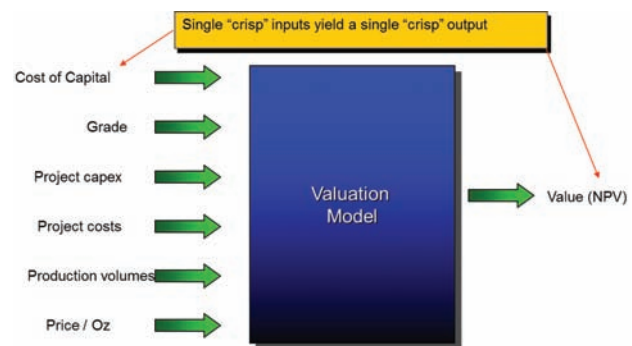 Single “crisp” inputs yield a single “crisp” output
Cost of Capital
Grade
Project capex
Project costs
Production volumes
Price / Oz
Valuation
Model
Value (NPV)